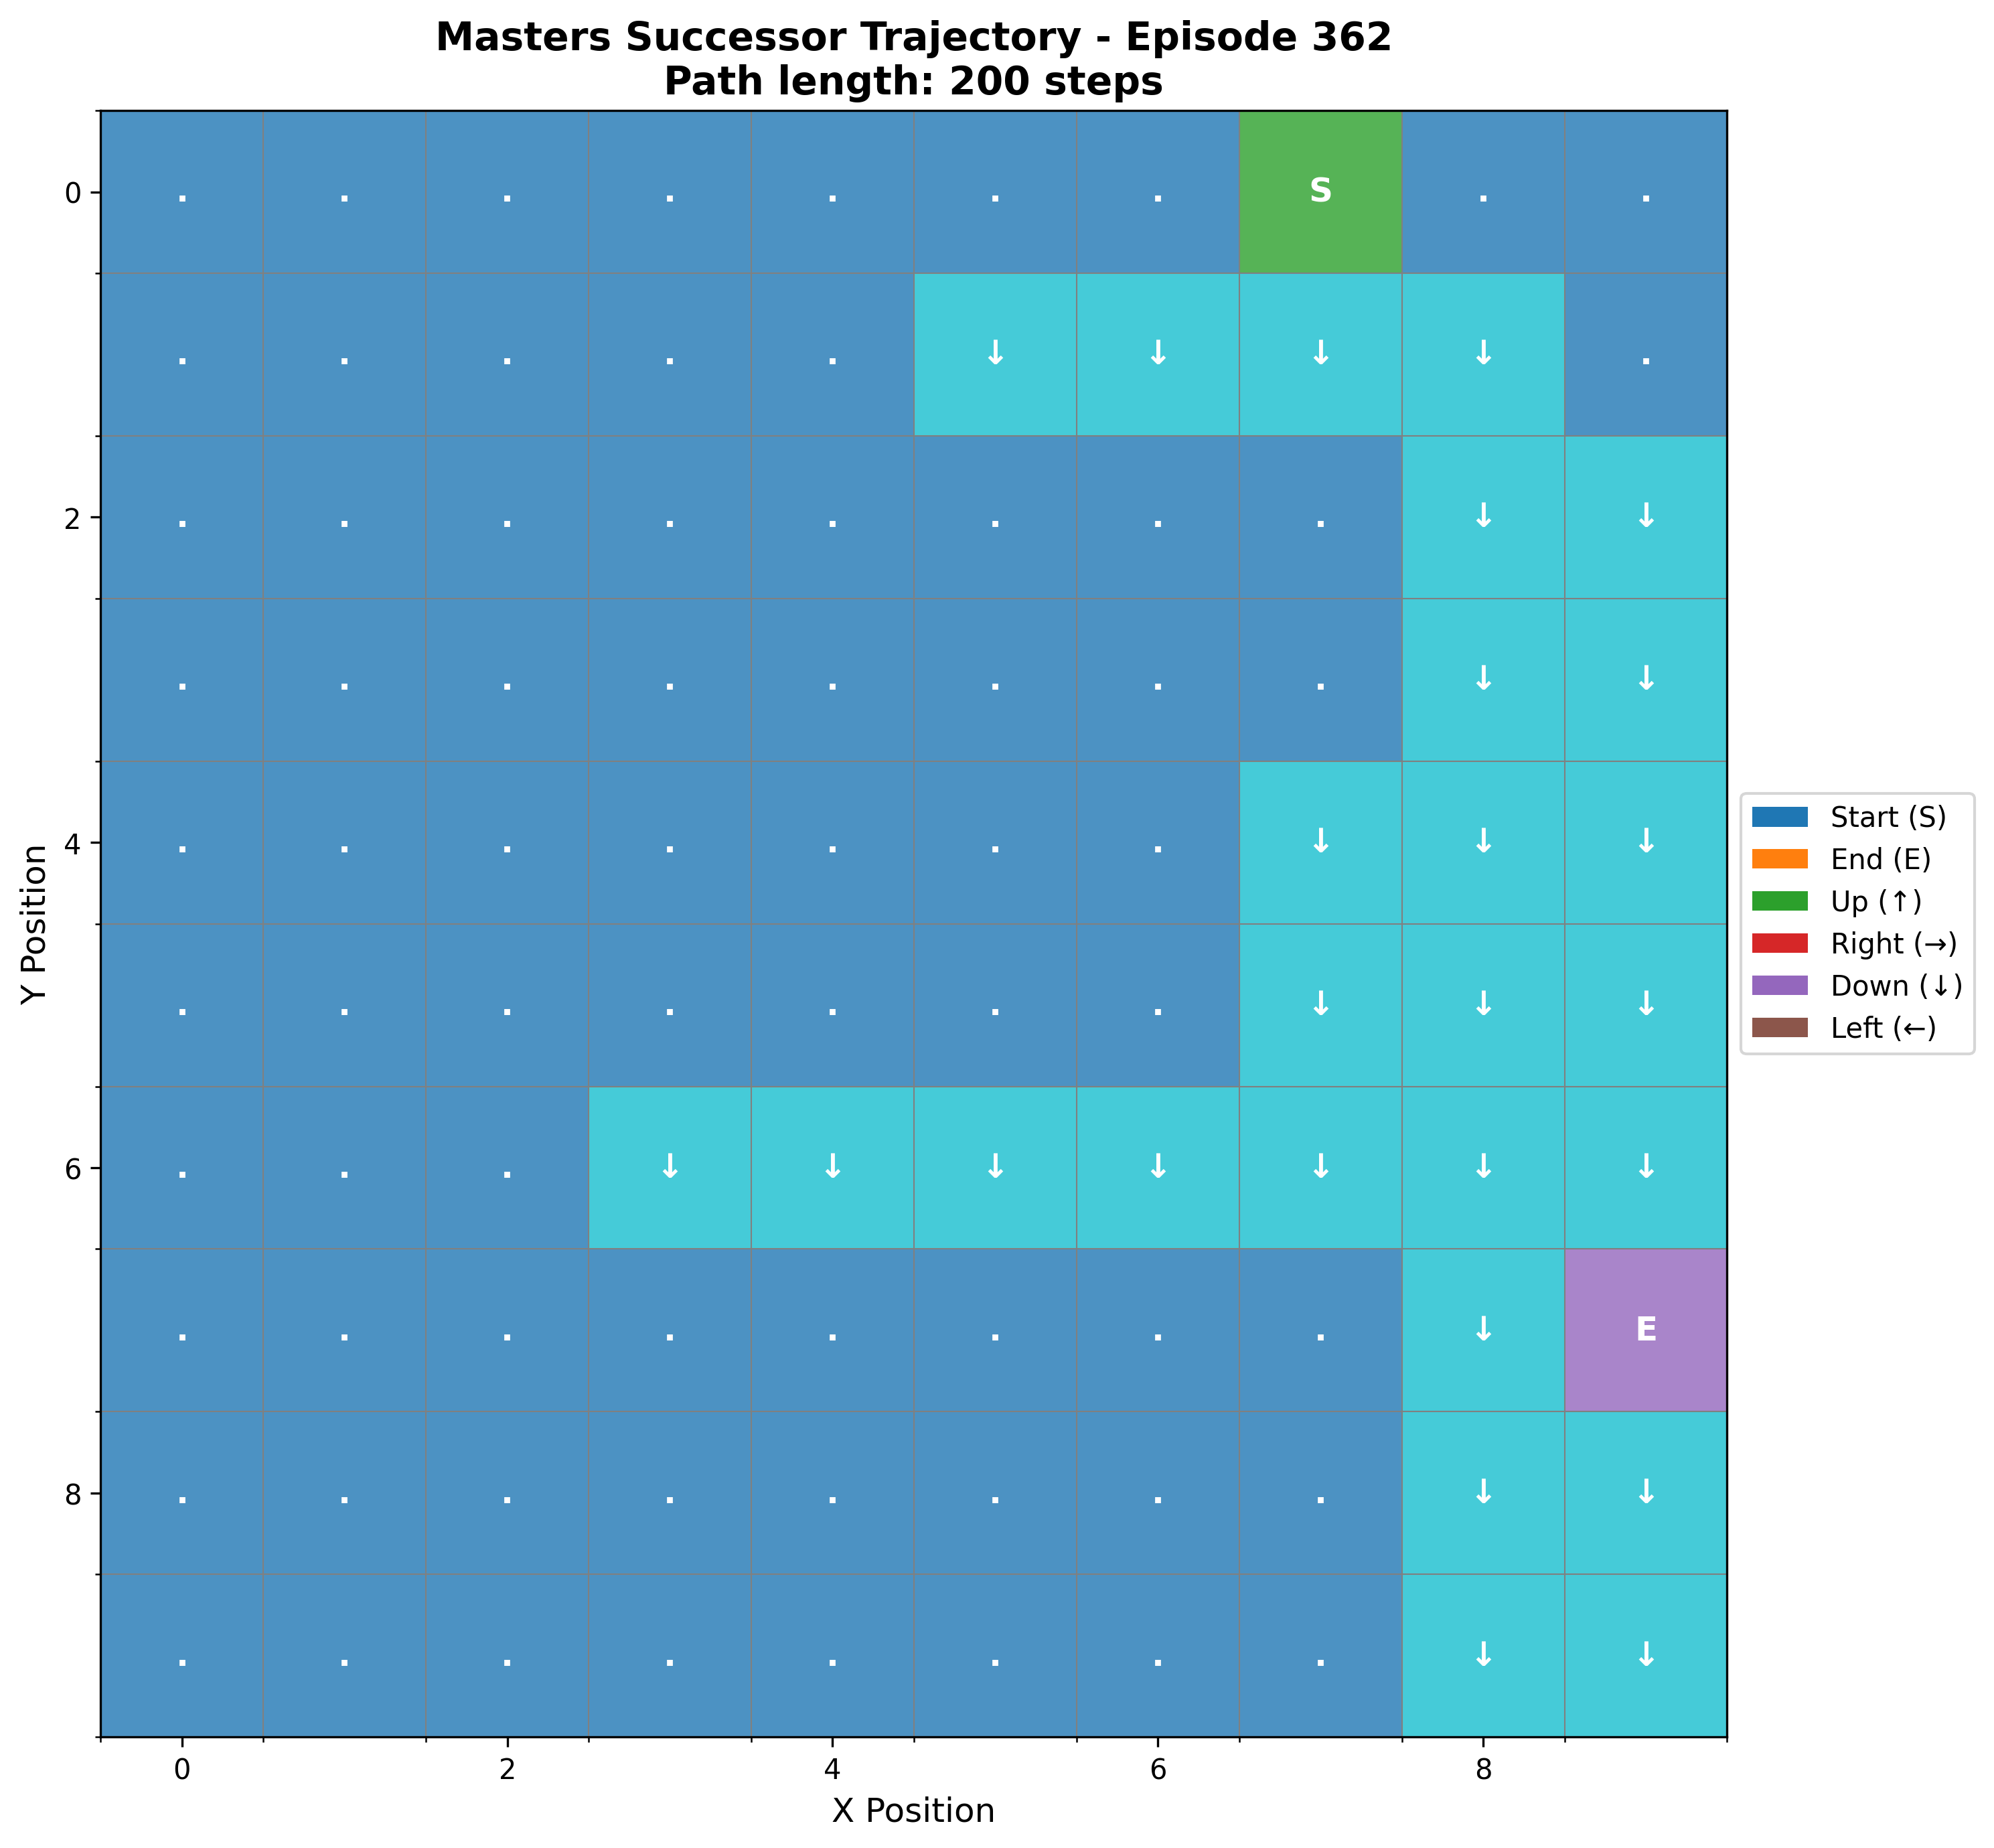 Masters Successor Trajectory - Episode 362
Path length: 200 steps
0 . . . . . . . S . .
. . . . . ↓ ↓ ↓ ↓ .
2 . . . . . . . . ↓ ↓
. . . . . . . . ↓ ↓
4 . . . . . . . ↓ ↓ ↓
. . . . . . . ↓ ↓ ↓
6 . . . ↓ ↓ ↓ ↓ ↓ ↓ ↓
. . . . . . . . ↓ E
8 . . . . . . . . ↓ ↓
. . . . . . . . ↓ ↓
0 2 4 6 8
X Position
Y Position
Start (S)
End (E)
Up (↑)
Right (→)
Down (↓)
Left (←)